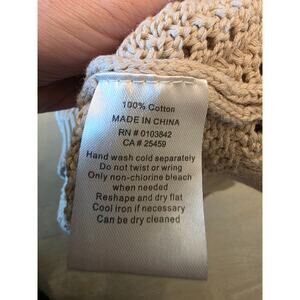 100% Cotton
MADE IN CHINA
RN # 0103842
CA # 25459
Hand wash cold separately
Do not twist or wring
Only non-chlorine bleach
when needed
Reshape and dry flat
Cool iron if necessary
Can be dry cleaned